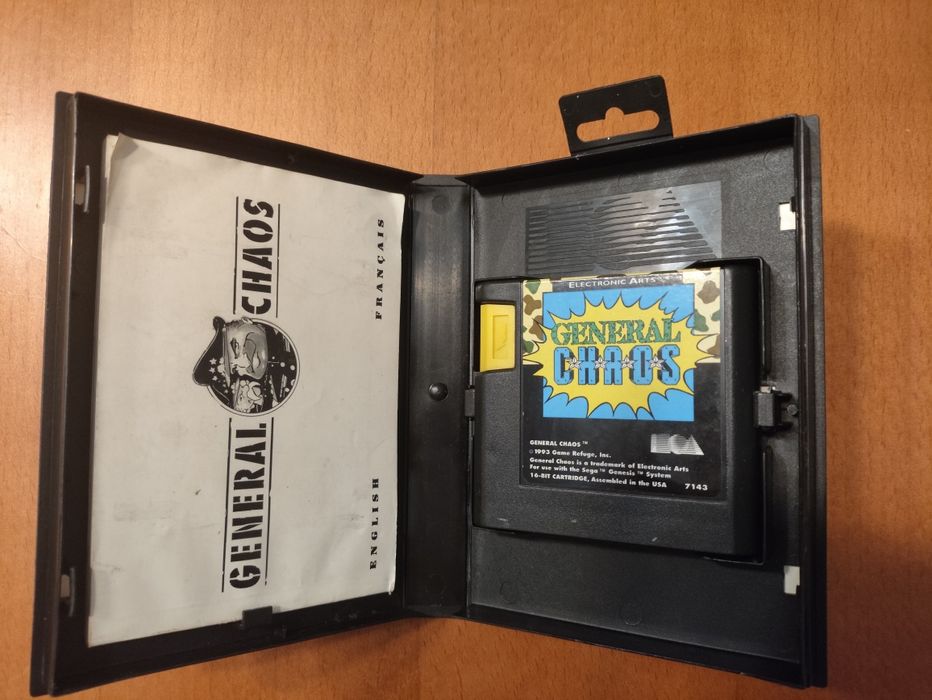 GENERAL CHAOS
ENGLISH
FRANÇAIS
ELECTRONIC ARTS
GENERAL
CHAOS
EA
GENERAL CHAOS™
©1993 Game Refuge, Inc.
General Chaos is a trademark of Electronic Arts
For use with the Sega™ Genesis™ System
16-BIT CARTRIDGE, Assembled in the USA
7143